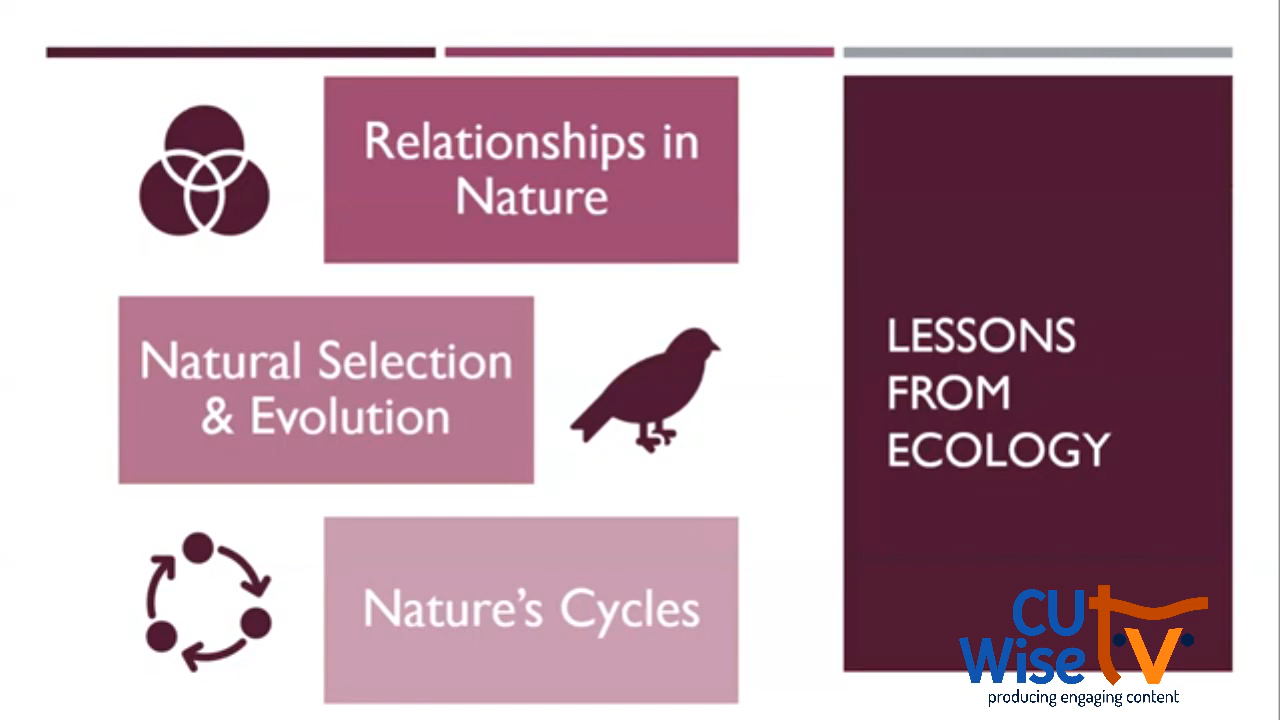 Relationships in
Nature
Natural Selection
& Evolution
Nature’s Cycles
LESSONS
FROM
ECOLOGY
CU
Wise
tv
producing engaging content